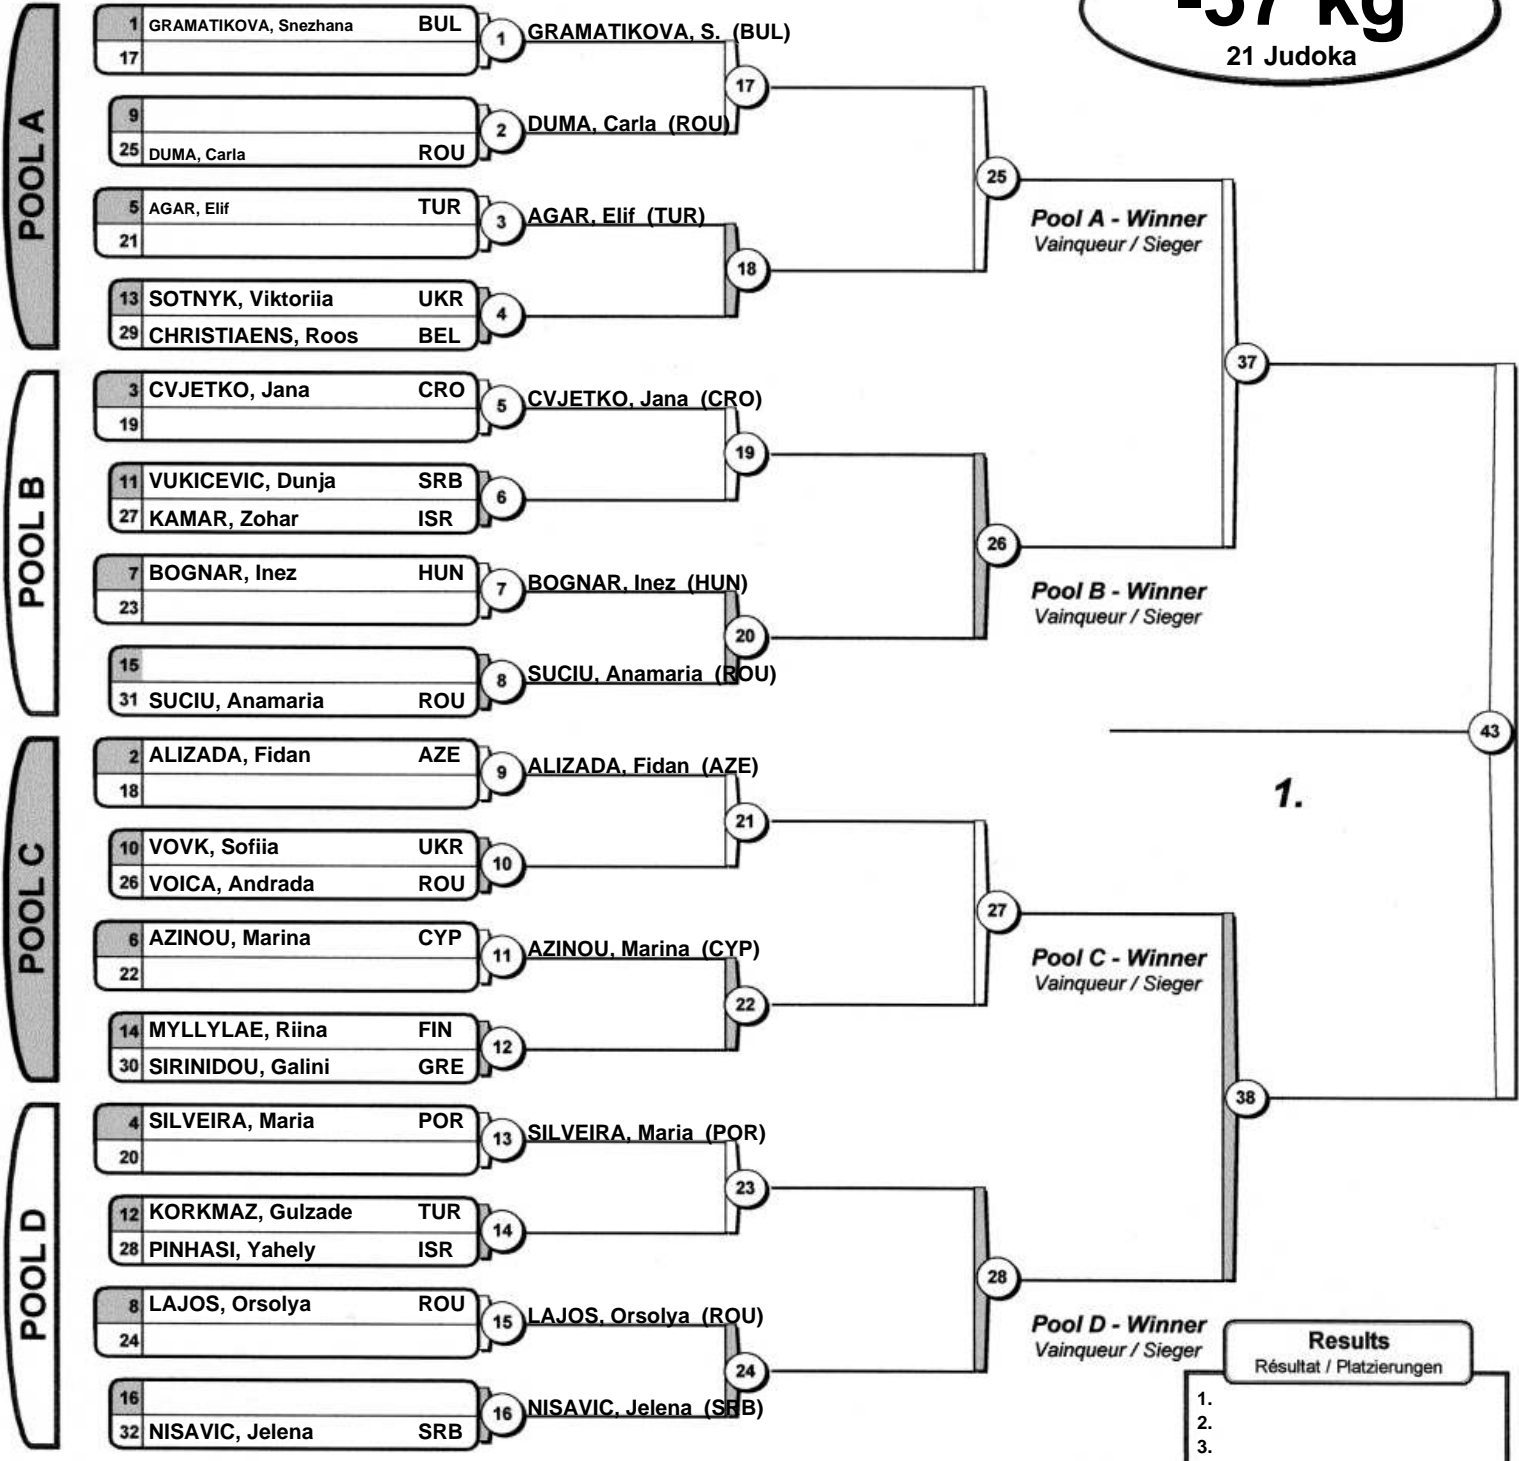 -57 kg
21 Judoka
POOL A
1 GRAMATIKOVA, Snezhana BUL
17
1 GRAMATIKOVA, S. (BUL)
9
25 DUMA, Carla ROU
2 DUMA, Carla (ROU)
17
5 AGAR, Elif TUR
21
3 AGAR, Elif (TUR)
13 SOTNYK, Viktoriia UKR
29 CHRISTIAENS, Roos BEL
4
18
25
Pool A - Winner
Vainqueur / Sieger
POOL B
3 CVJETKO, Jana CRO
19
5 CVJETKO, Jana (CRO)
11 VUKICEVIC, Dunja SRB
27 KAMAR, Zohar ISR
6
19
7 BOGNAR, Inez HUN
23
7 BOGNAR, Inez (HUN)
15
31 SUCIU, Anamaria ROU
8 SUCIU, Anamaria (ROU)
20
26
Pool B - Winner
Vainqueur / Sieger
37
POOL C
2 ALIZADA, Fidan AZE
18
9 ALIZADA, Fidan (AZE)
10 VOVK, Sofiia UKR
26 VOICA, Andrada ROU
10
21
6 AZINOU, Marina CYP
22
11 AZINOU, Marina (CYP)
14 MYLLYLAE, Riina FIN
30 SIRINIDOU, Galini GRE
12
22
27
Pool C - Winner
Vainqueur / Sieger
POOL D
4 SILVEIRA, Maria POR
20
13 SILVEIRA, Maria (POR)
12 KORKMAZ, Gulzade TUR
28 PINHASI, Yahely ISR
14
23
8 LAJOS, Orsolya ROU
24
15 LAJOS, Orsolya (ROU)
16
32 NISAVIC, Jelena SRB
16 NISAVIC, Jelena (SRB)
24
28
Pool D - Winner
Vainqueur / Sieger
38
43
1.
Results
Résultat / Platzierungen
1.
2.
3.